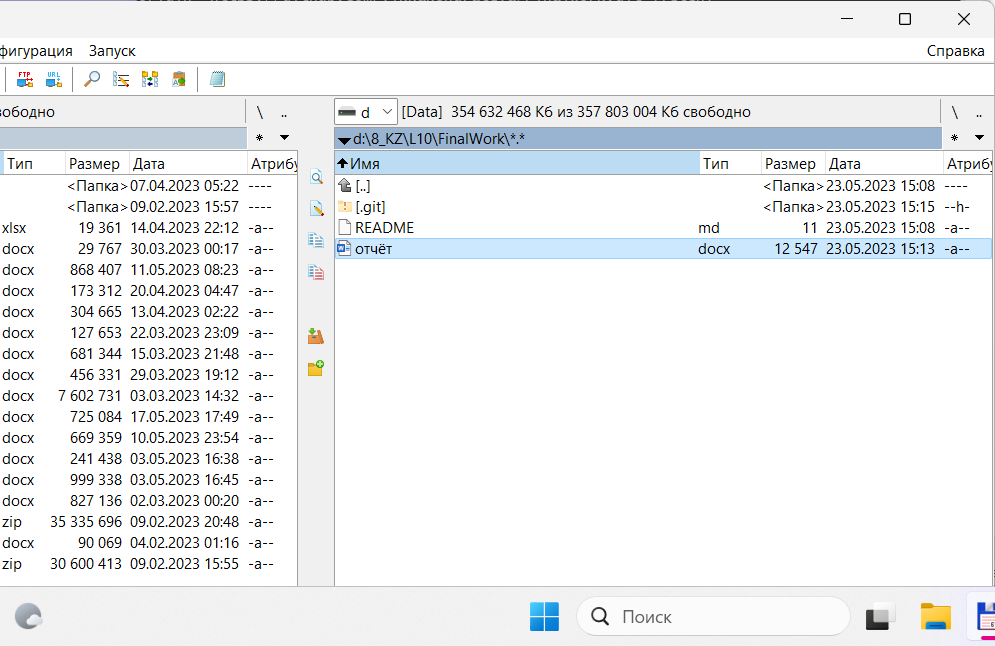 фигурация Запуск Справка
FTP URL
вободно \ .. d [Data] 354 632 468 Кб из 357 803 004 Кб свободно \ ..
* d:\8_KZ\L10\FinalWork\*.* *
Тип Размер Дата Атрибу Имя Тип Размер Дата Атрибу
<Папка> 07.04.2023 05:22 ---- [..] <Папка> 23.05.2023 15:08 ----
<Папка> 09.02.2023 15:57 ---- [.git] <Папка> 23.05.2023 15:15 --h-
xlsx 19 361 14.04.2023 22:12 -a-- README md 11 23.05.2023 15:08 -a--
docx 29 767 30.03.2023 00:17 -a-- отчёт docx 12 547 23.05.2023 15:13 -a--
docx 868 407 11.05.2023 08:23 -a--
docx 173 312 20.04.2023 04:47 -a--
docx 304 665 13.04.2023 02:22 -a--
docx 127 653 22.03.2023 23:09 -a--
docx 681 344 15.03.2023 21:48 -a--
docx 456 331 29.03.2023 19:12 -a--
docx 7 602 731 03.03.2023 14:32 -a--
docx 725 084 17.05.2023 17:49 -a--
docx 669 359 10.05.2023 23:54 -a--
docx 241 438 03.05.2023 16:38 -a--
docx 999 338 03.05.2023 16:45 -a--
docx 827 136 02.03.2023 00:20 -a--
zip 35 335 696 09.02.2023 20:48 -a--
docx 90 069 04.02.2023 01:16 -a--
zip 30 600 413 09.02.2023 15:55 -a--
Поиск